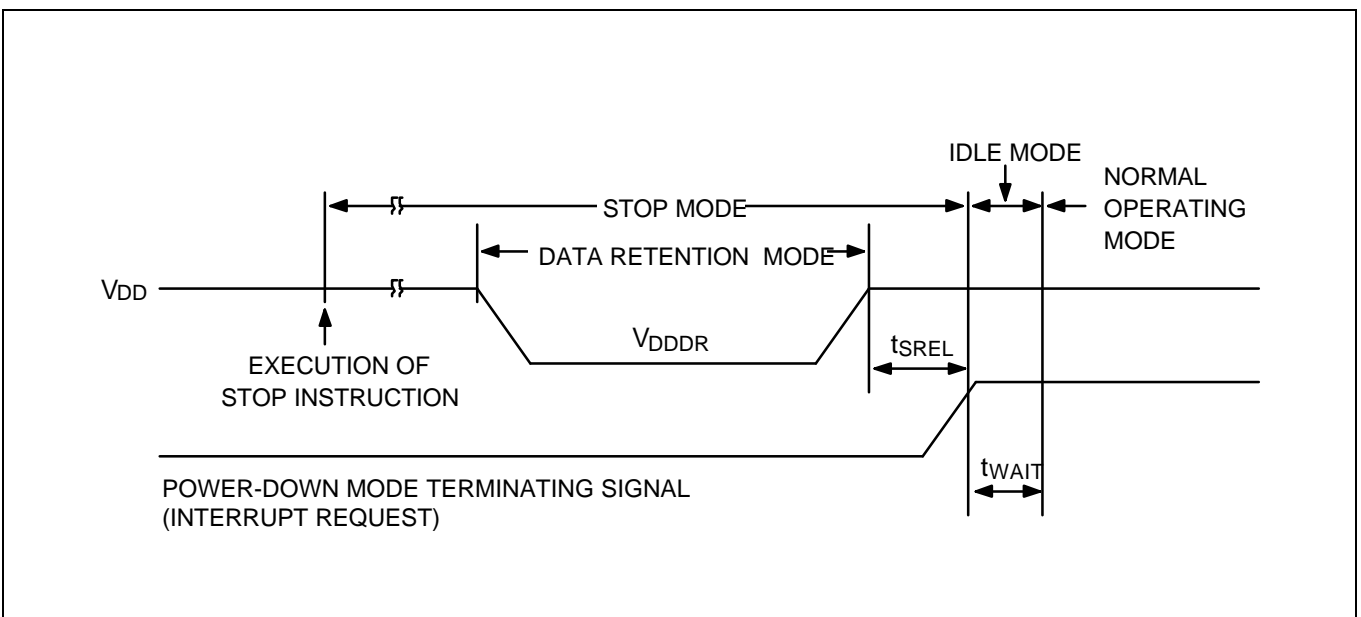 IDLE MODE
NORMAL
OPERATING
MODE
STOP MODE
DATA RETENTION MODE
VDD
VDDDR
tSREL
EXECUTION OF
STOP INSTRUCTION
tWAIT
POWER-DOWN MODE TERMINATING SIGNAL
(INTERRUPT REQUEST)